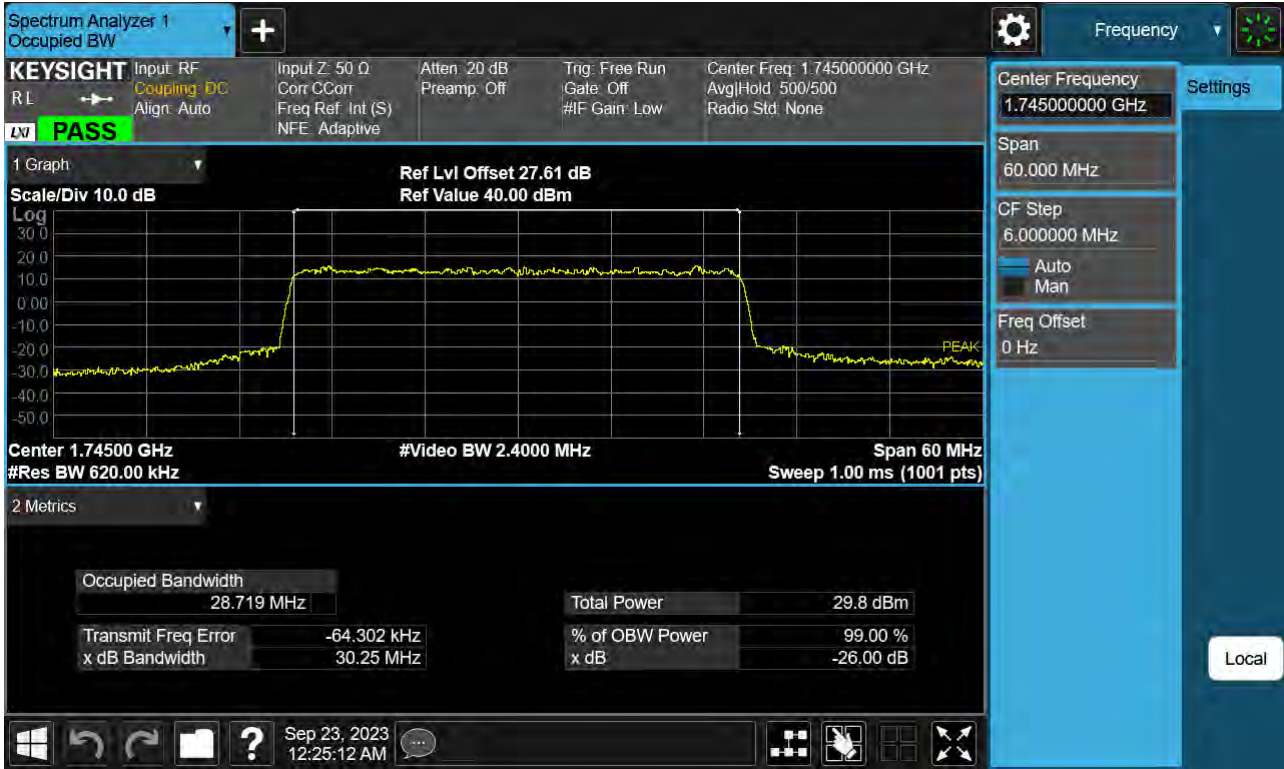 Spectrum Analyzer 1
Occupied BW
Frequency
KEYSIGHT
R L
LXI
PASS
Input: RF
Coupling: DC
Align: Auto
Input Z: 50 Ω
Corr CCorr
Freq Ref: Int (S)
NFE: Adaptive
Atten: 20 dB
Preamp: Off
Trig: Free Run
Gate: Off
#IF Gain: Low
Center Freq: 1.745000000 GHz
Avg|Hold: 500/500
Radio Std: None
1 Graph
Scale/Div 10.0 dB
Ref Lvl Offset 27.61 dB
Ref Value 40.00 dBm
Log
30.0
20.0
10.0
0.00
-10.0
-20.0
-30.0
-40.0
-50.0
PEAK
Center 1.74500 GHz
#Video BW 2.4000 MHz
Span 60 MHz
#Res BW 620.00 kHz
Sweep 1.00 ms (1001 pts)
2 Metrics
Occupied Bandwidth
28.719 MHz
Total Power 29.8 dBm
Transmit Freq Error -64.302 kHz
% of OBW Power 99.00 %
x dB Bandwidth 30.25 MHz
x dB -26.00 dB
Sep 23, 2023
12:25:12 AM
Center Frequency
1.745000000 GHz
Settings
Span
60.000 MHz
CF Step
6.000000 MHz
Auto
Man
Freq Offset
0 Hz
Local